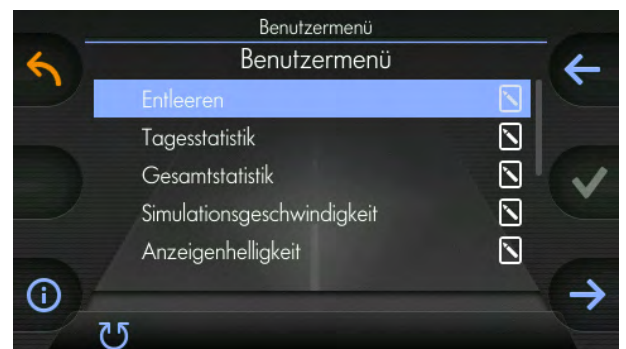 Benutzermenü
Benutzermenü
Entleeren
Tagesstatistik
Gesamtstatistik
Simulationsgeschwindigkeit
Anzeigenhelligkeit